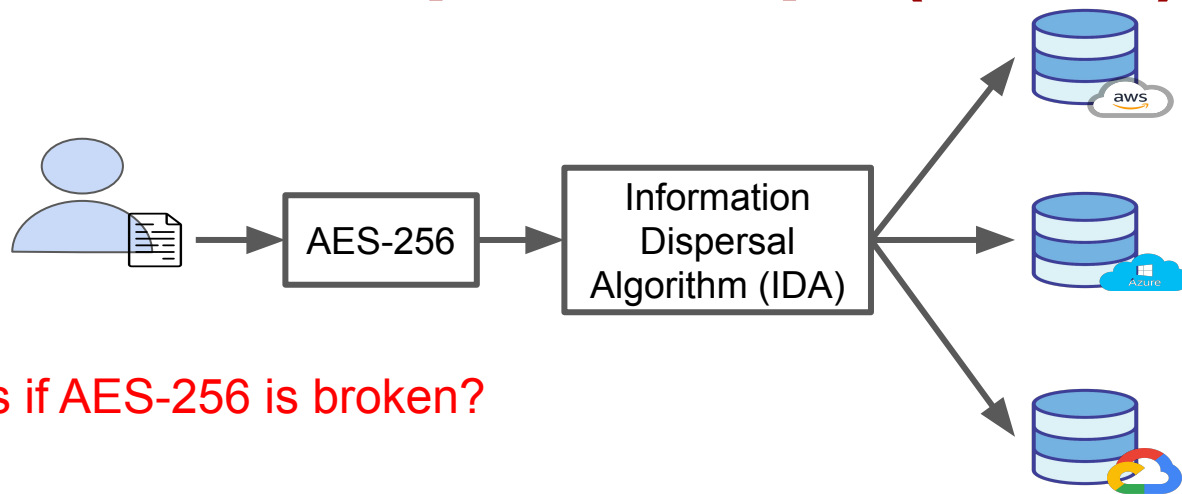 aws
AES-256
Information
Dispersal
Algorithm (IDA)
Azure
if AES-256 is broken?